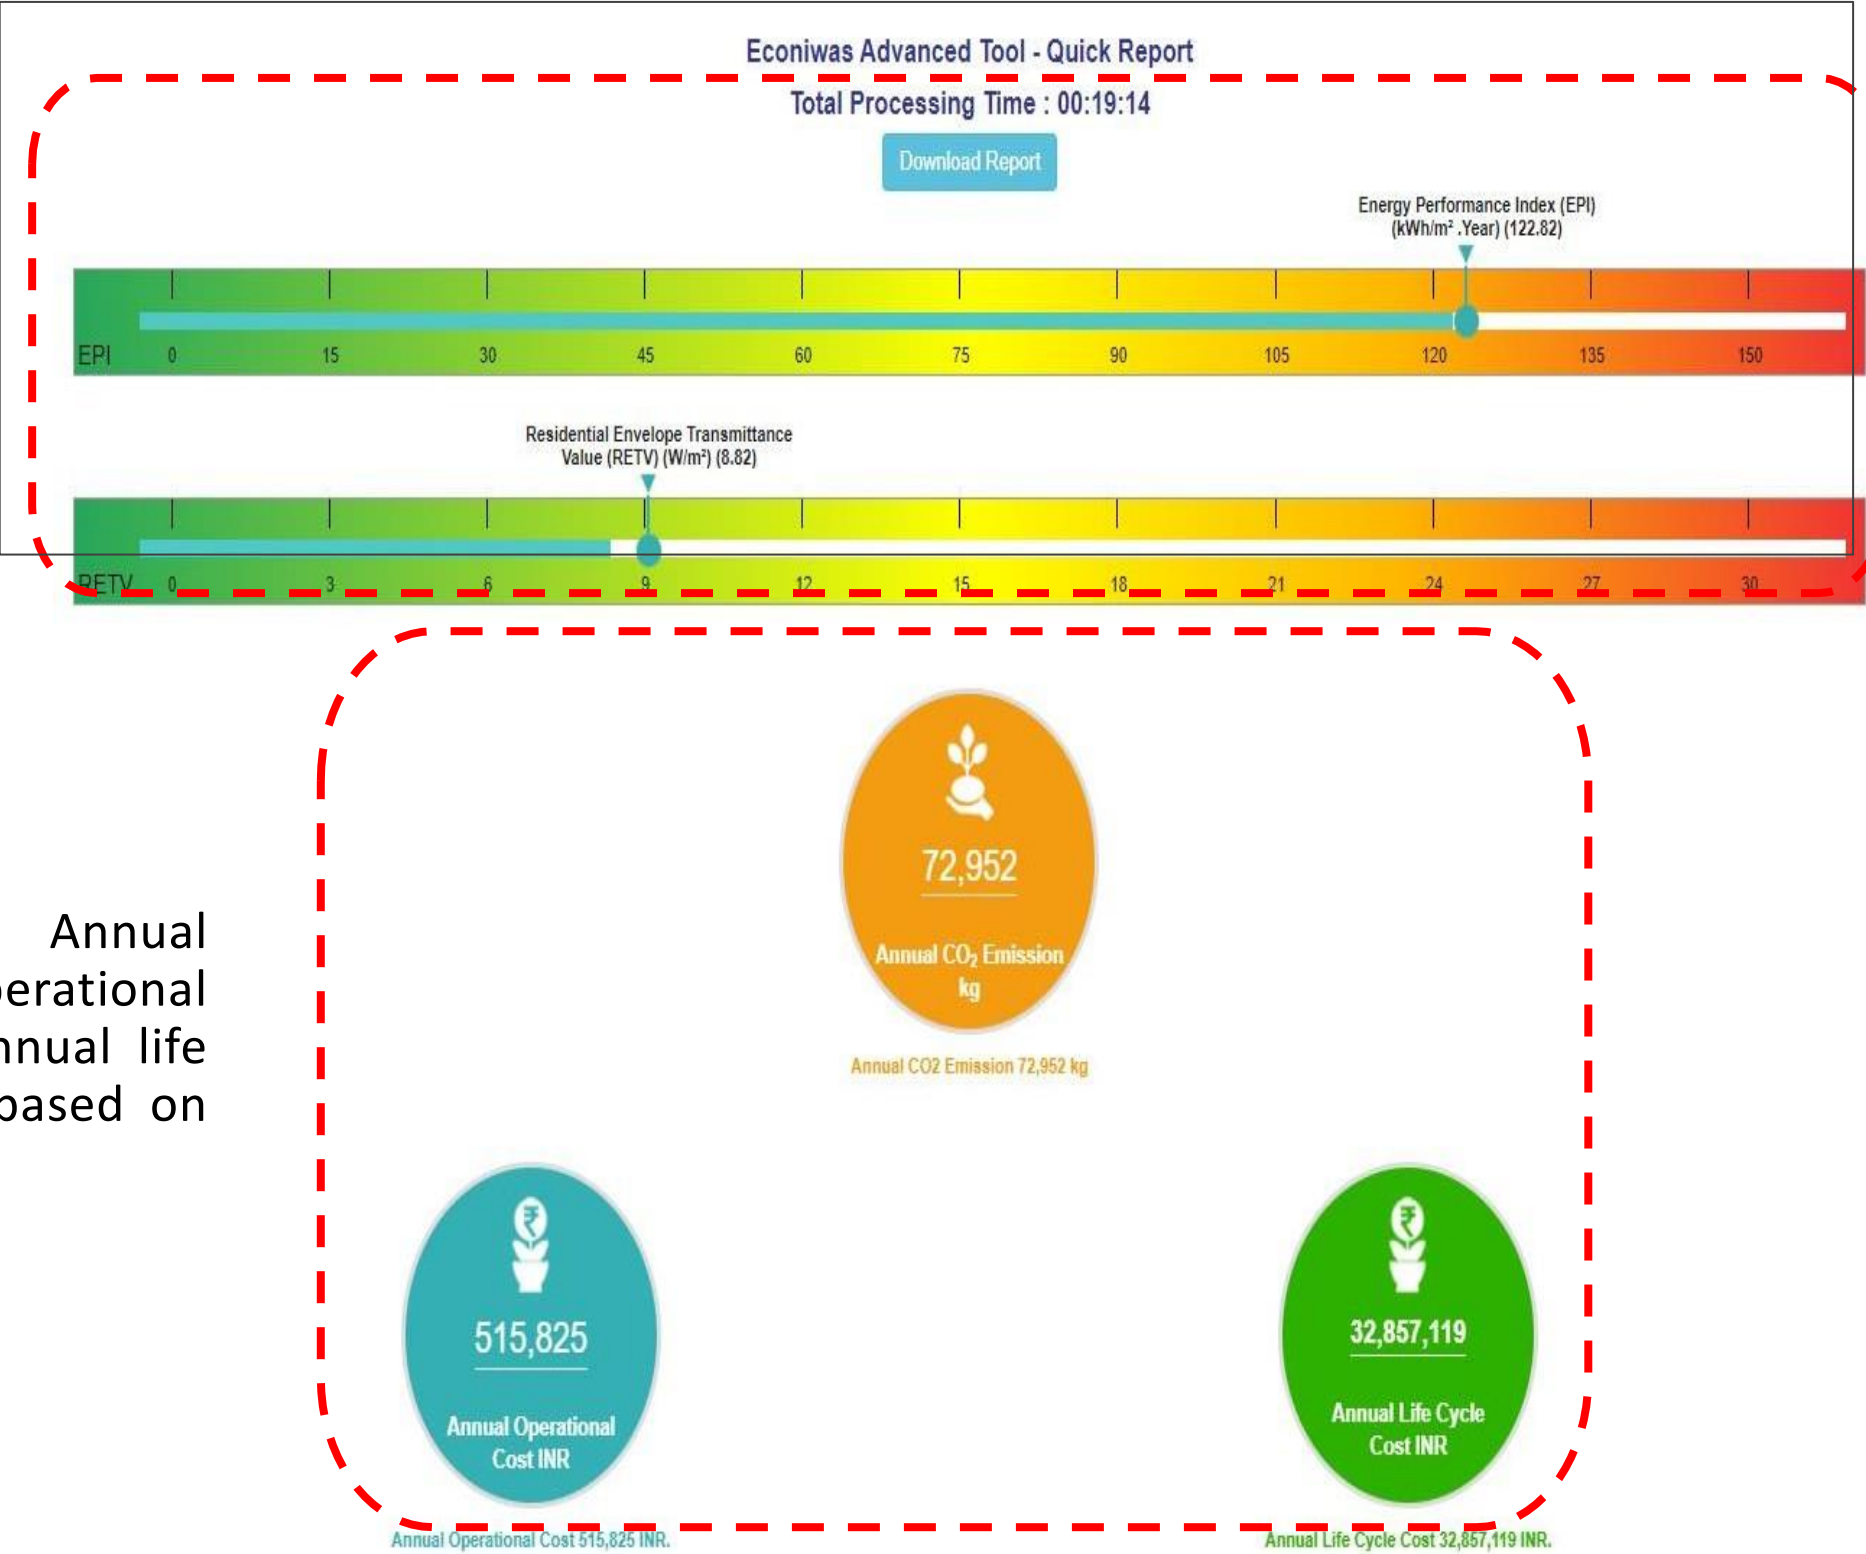 Econiwas Advanced Tool - Quick Report
Total Processing Time : 00:19:14
Download Report
Energy Performance Index (EPI)
(kWh/m² .Year) (122.82)
EPI 0 15 30 45 60 75 90 105 120 135 150
Residential Envelope Transmittance
Value (RETV) (W/m²) (8.82)
RETV 0 3 6 9 12 15 18 21 24 27 30
72,952
Annual CO₂ Emission
kg
Annual CO2 Emission 72,952 kg
Annual
perational
nnual life
based on
515,825
Annual Operational
Cost INR
Annual Operational Cost 515,825 INR.
32,857,119
Annual Life Cycle
Cost INR
Annual Life Cycle Cost 32,857,119 INR.